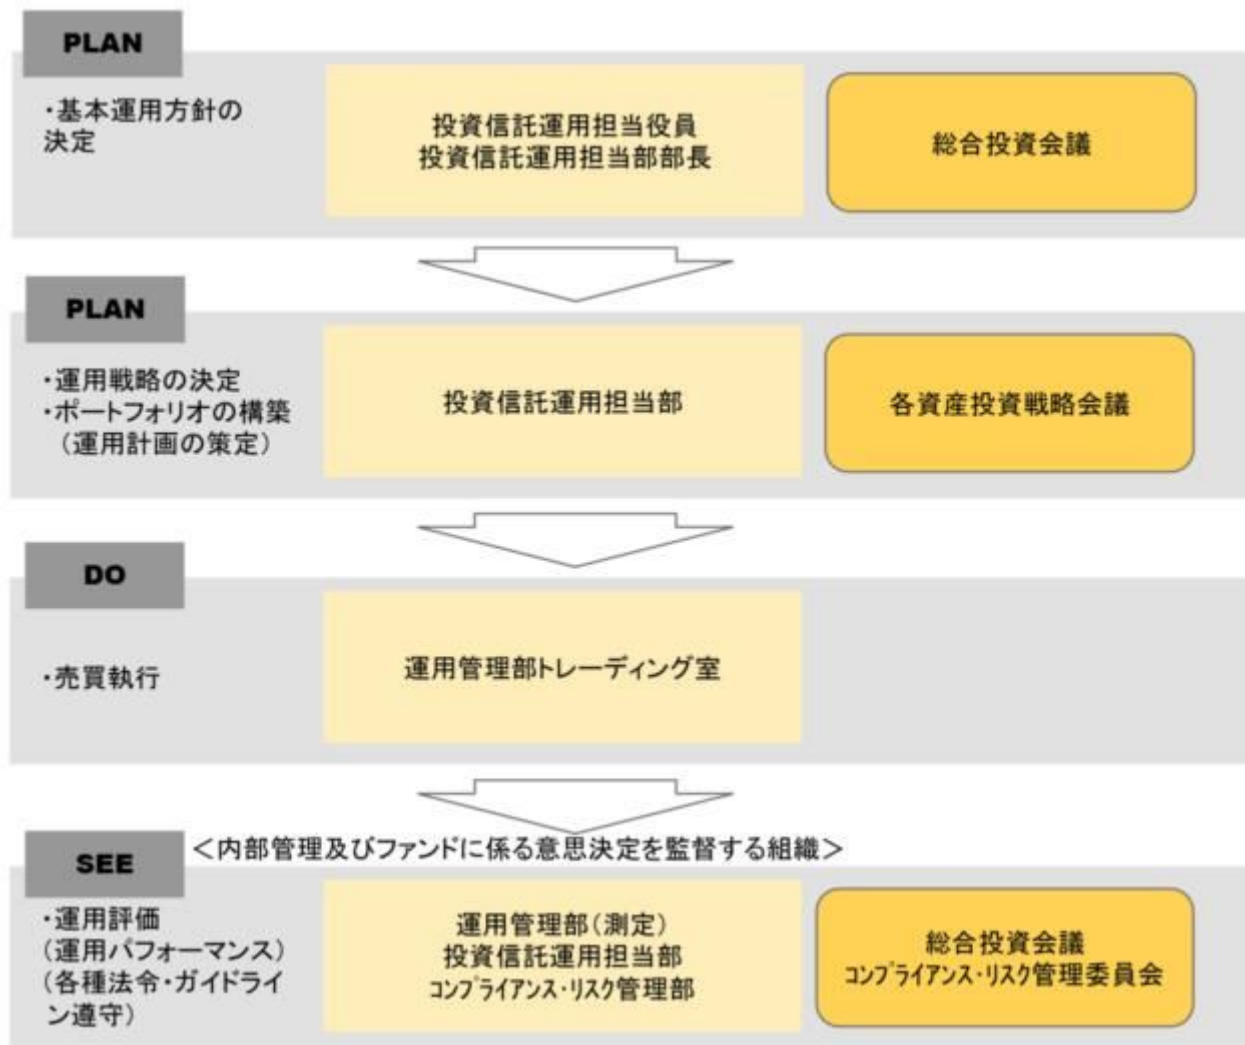 PLAN
・基本運用方針の
決定
投資信託運用担当役員
投資信託運用担当部部長
総合投資会議
PLAN
・運用戦略の決定
・ポートフォリオの構築
（運用計画の策定）
投資信託運用担当部
各資産投資戦略会議
DO
・売買執行
運用管理部トレーディング室
＜内部管理及びファンドに係る意思決定を監督する組織＞
SEE
・運用評価
（運用パフォーマンス）
（各種法令・ガイドライ
ン遵守）
運用管理部（測定）
投資信託運用担当部
ｺﾝﾌﾟﾗｲｱﾝｽ・ﾘｽｸ管理部
総合投資会議
ｺﾝﾌﾟﾗｲｱﾝｽ・ﾘｽｸ管理委員会